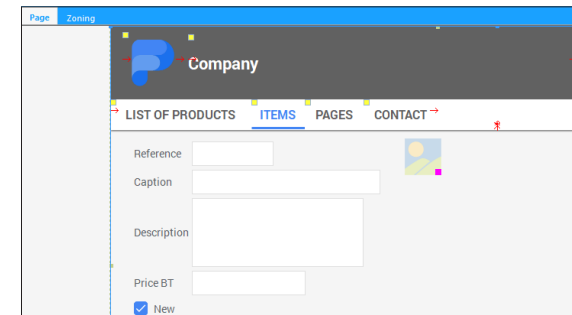 Page Zoning
Company
LIST OF PRODUCTS ITEMS PAGES CONTACT
Reference
Caption
Description
Price BT
New